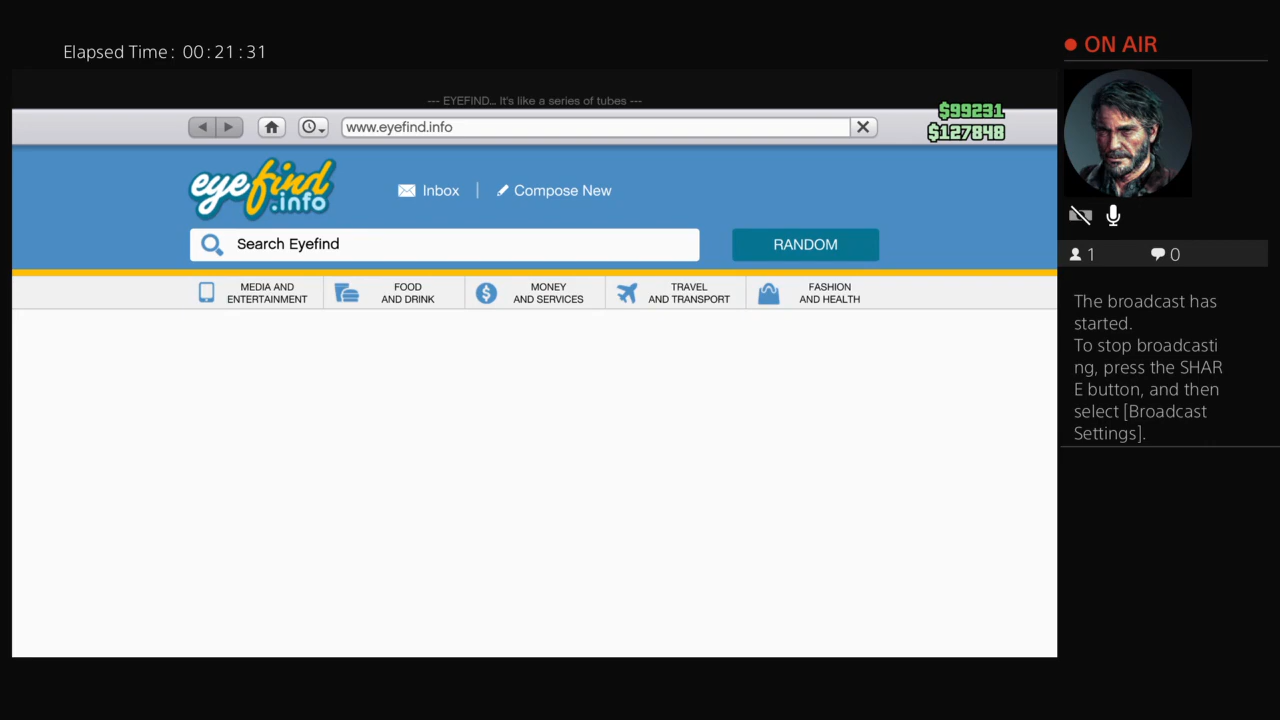 Elapsed Time: 00:21:31
ON AIR
--- EYEFIND... It's like a series of tubes ---
www.eyefind.info
$99231
$127848
eyefind
.info
Inbox
Compose New
Search Eyefind
RANDOM
MEDIA AND
ENTERTAINMENT
FOOD
AND DRINK
MONEY
AND SERVICES
TRAVEL
AND TRANSPORT
FASHION
AND HEALTH
1
0
The broadcast has
started.
To stop broadcasti
ng, press the SHAR
E button, and then
select [Broadcast
Settings].